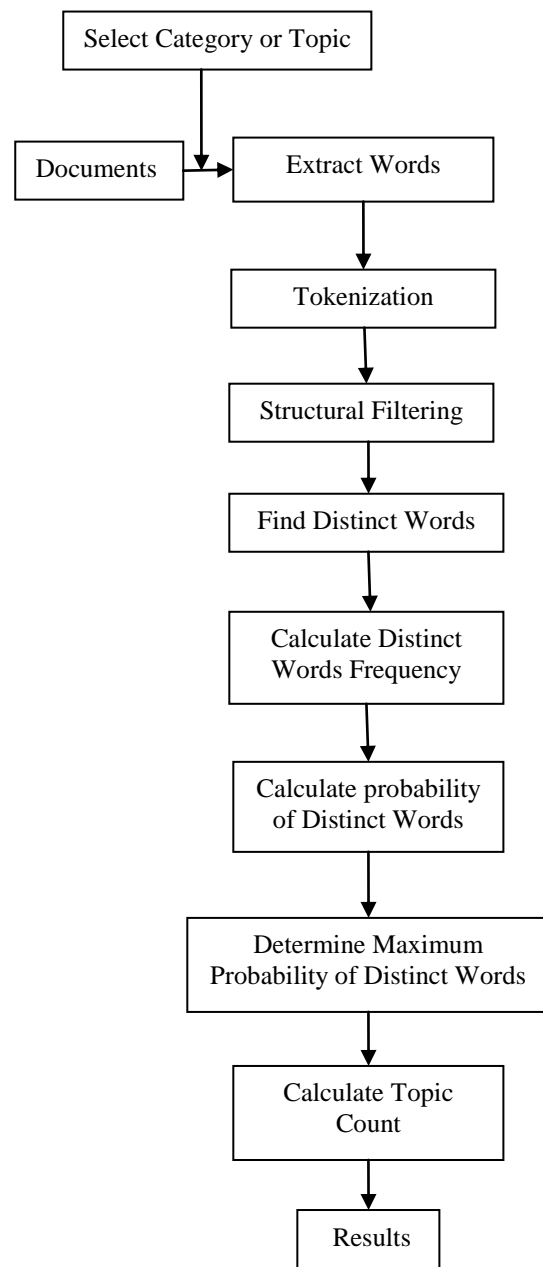 Select Category or Topic
Documents
Extract Words
Tokenization
Structural Filtering
Find Distinct Words
Calculate Distinct
Words Frequency
Calculate probability
of Distinct Words
Determine Maximum
Probability of Distinct Words
Calculate Topic
Count
Results